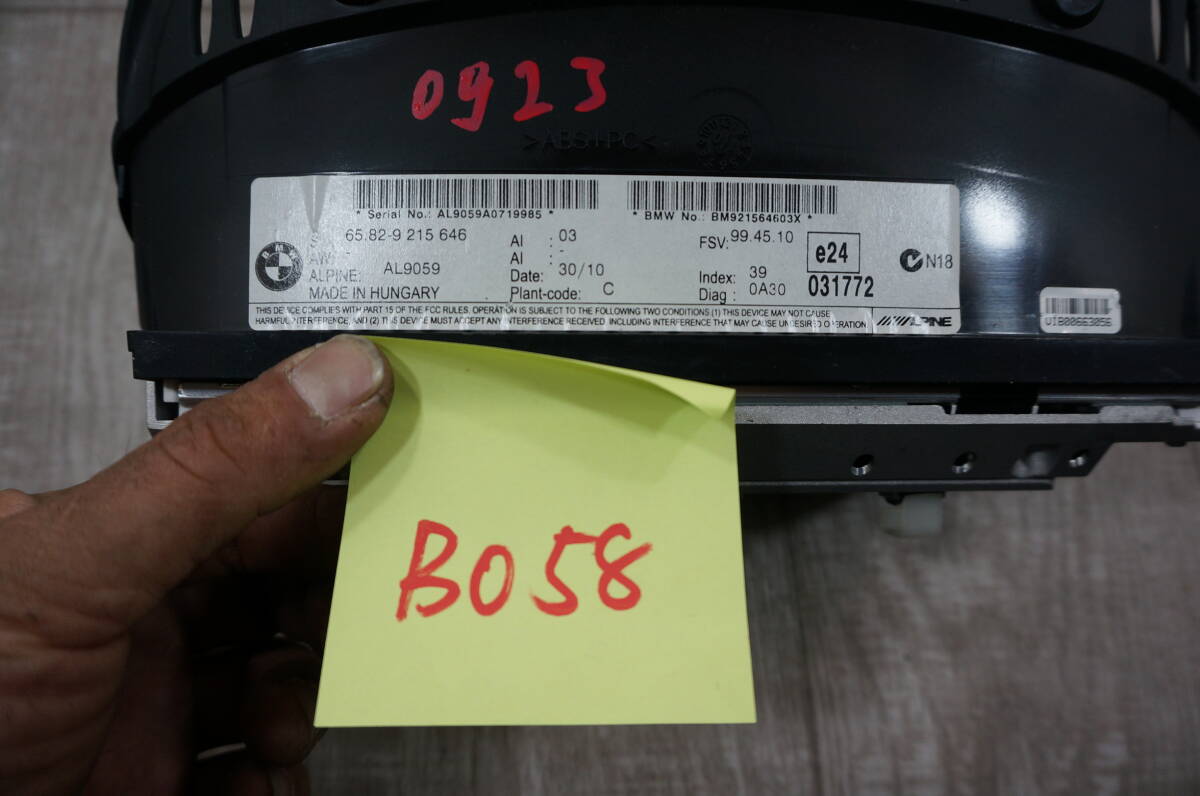 0923
>ABS+PC<
* Serial No.: AL9059A0719985 *
* BMW No.: BM921564603X *
BMW
65.82-9 215 646
AI : 03
FSV: 99.45.10
e24
N18
AW: -
AI : -
ALPINE: AL9059
Date: 30/10
Index: 39
031772
MADE IN HUNGARY
Plant-code: C
Diag : 0A30
THIS DEVICE COMPLIES WITH PART 15 OF THE FCC RULES. OPERATION IS SUBJECT TO THE FOLLOWING TWO CONDITIONS (1) THIS DEVICE MAY NOT CAUSE
HARMFUL INTERFERENCE, AND (2) THIS DEVICE MUST ACCEPT ANY INTERFERENCE RECEIVED, INCLUDING INTERFERENCE THAT MAY CAUSE UNDESIRED OPERATION
ALPINE
VIB00663056
B058